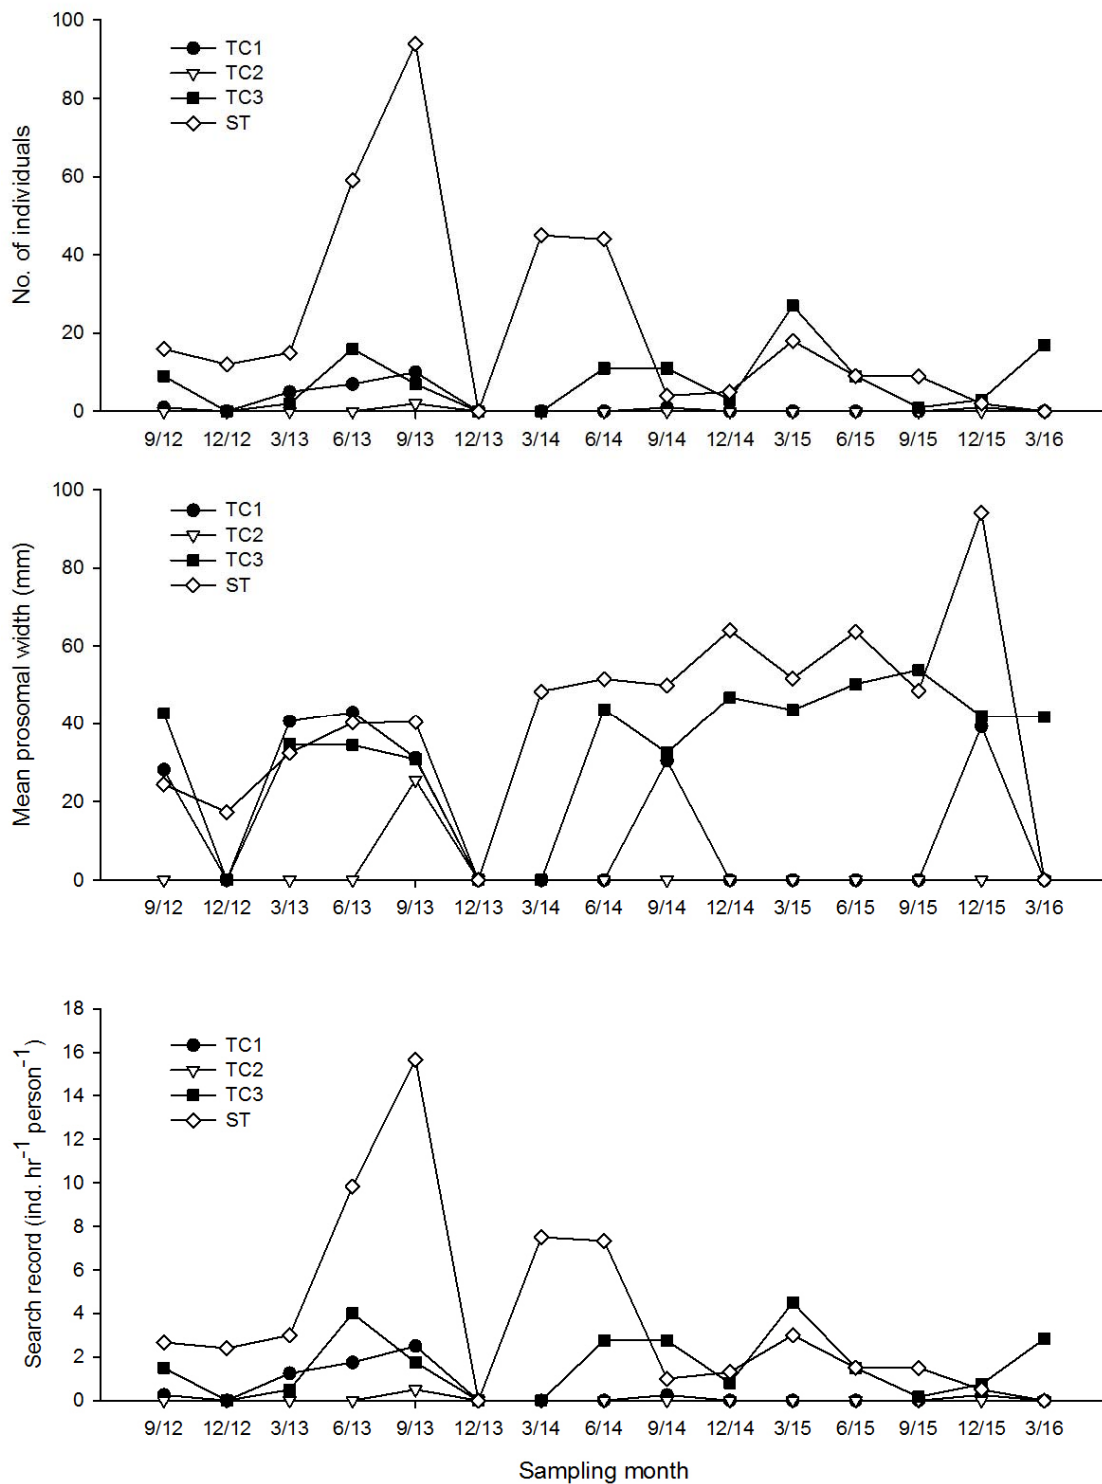 No. of individuals
100
80
60
40
20
0
TC1
TC2
TC3
ST
9/12 12/12 3/13 6/13 9/13 12/13 3/14 6/14 9/14 12/14 3/15 6/15 9/15 12/15 3/16
Mean prosomal width (mm)
100
80
60
40
20
0
TC1
TC2
TC3
ST
9/12 12/12 3/13 6/13 9/13 12/13 3/14 6/14 9/14 12/14 3/15 6/15 9/15 12/15 3/16
Search record (ind. hr⁻¹ person⁻¹)
18
16
14
12
10
8
6
4
2
0
TC1
TC2
TC3
ST
9/12 12/12 3/13 6/13 9/13 12/13 3/14 6/14 9/14 12/14 3/15 6/15 9/15 12/15 3/16
Sampling month